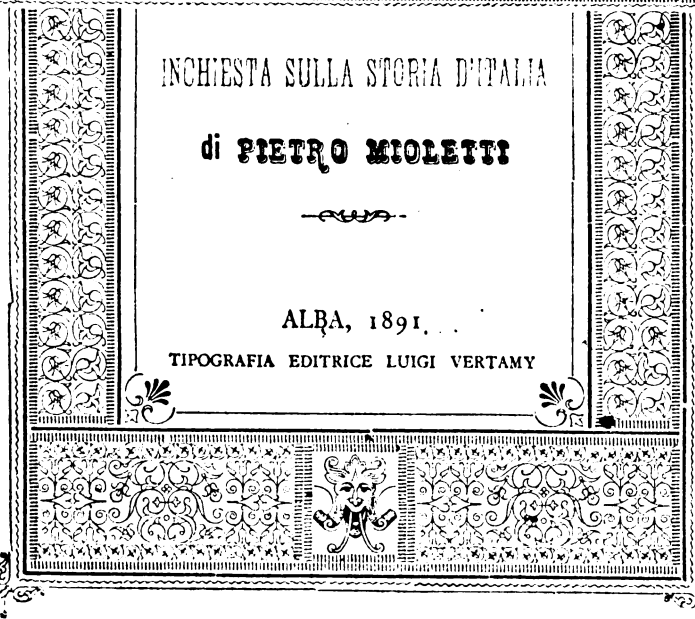 INCHIESTA SULLA STORIA D'ITALIA
di PIETRO MIOLETTI
ALBA, 1891.
TIPOGRAFIA EDITRICE LUIGI VERTAMY